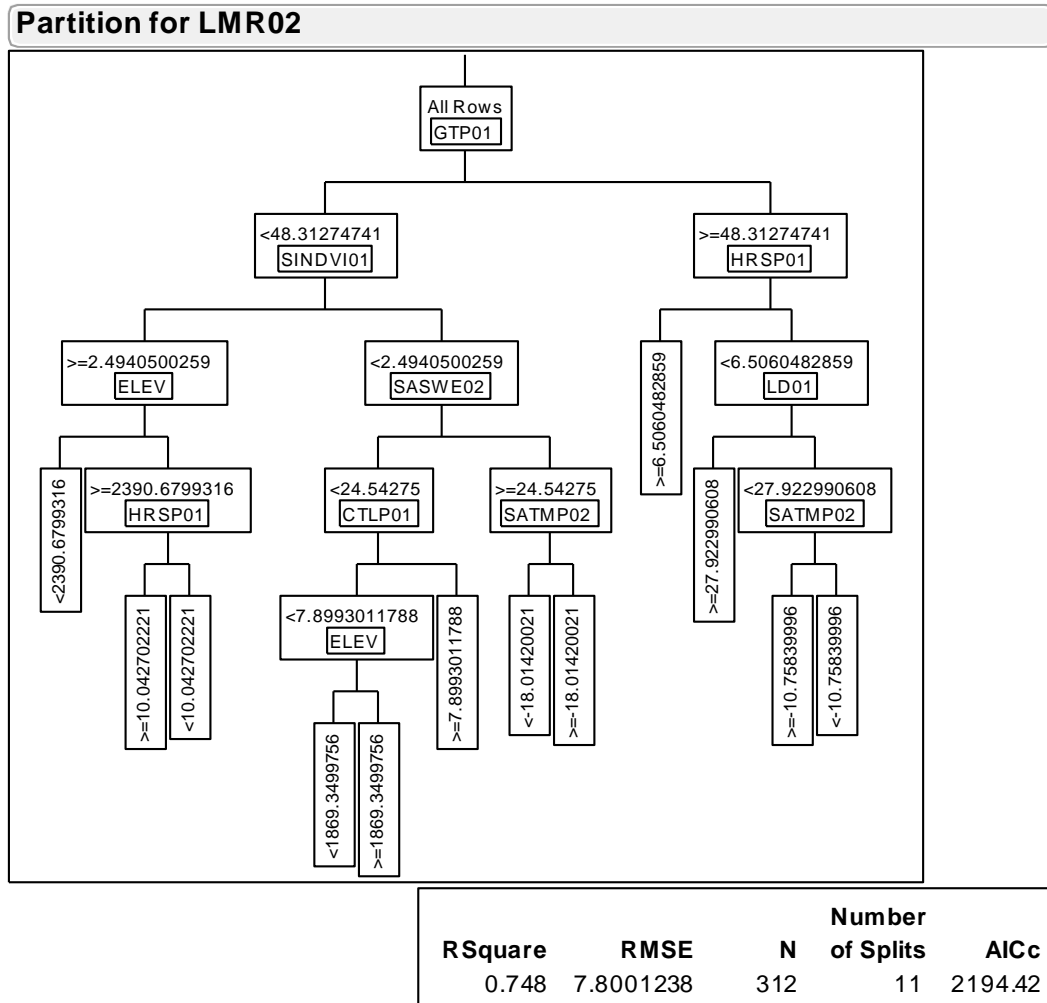 Partition for LMR02
All Rows
GTP01
<48.31274741
SINDVI01
>=48.31274741
HRSP01
>=2.4940500259
ELEV
<2.4940500259
SASWE02
>=6.5060482859
<6.5060482859
LD01
<2390.6799316
>=2390.6799316
HRSP01
<24.54275
CTLP01
>=24.54275
SATMP02
>=27.922990608
<27.922990608
SATMP02
>=10.042702221
<10.042702221
<7.8993011788
ELEV
>=7.8993011788
<-18.01420021
>=-18.01420021
>=-10.75839996
<-10.75839996
<1869.3499756
>=1869.3499756
Number
RSquare RMSE N of Splits AICc
0.748 7.8001238 312 11 2194.42